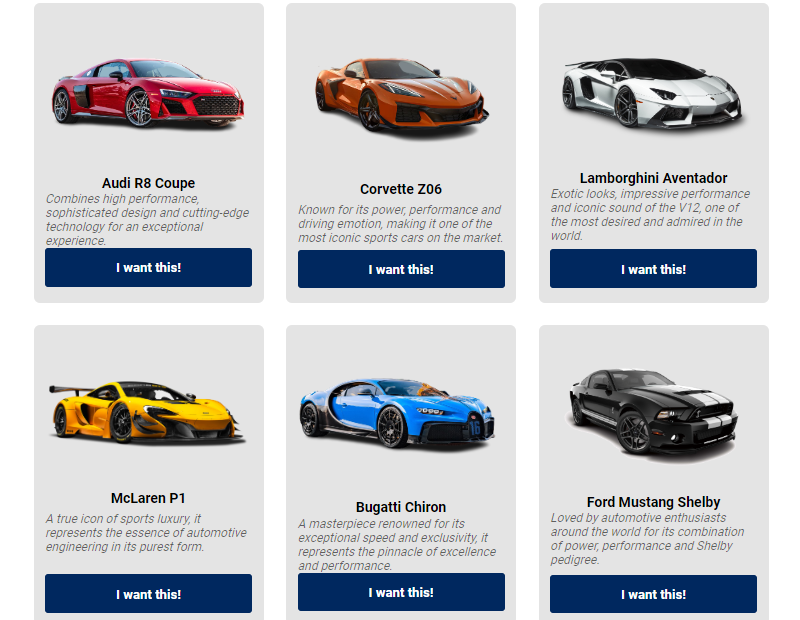 Audi R8 Coupe
Combines high performance,
sophisticated design and cutting-edge
technology for an exceptional
experience.
I want this!
Corvette Z06
Known for its power, performance and
driving emotion, making it one of the
most iconic sports cars on the market.
I want this!
Lamborghini Aventador
Exotic looks, impressive performance
and iconic sound of the V12, one of
the most desired and admired in the
world.
I want this!
McLaren P1
A true icon of sports luxury, it
represents the essence of automotive
engineering in its purest form.
I want this!
16
Bugatti Chiron
A masterpiece renowned for its
exceptional speed and exclusivity, it
represents the pinnacle of excellence
and performance.
I want this!
Ford Mustang Shelby
Loved by automotive enthusiasts
around the world for its combination
of power, performance and Shelby
pedigree.
I want this!